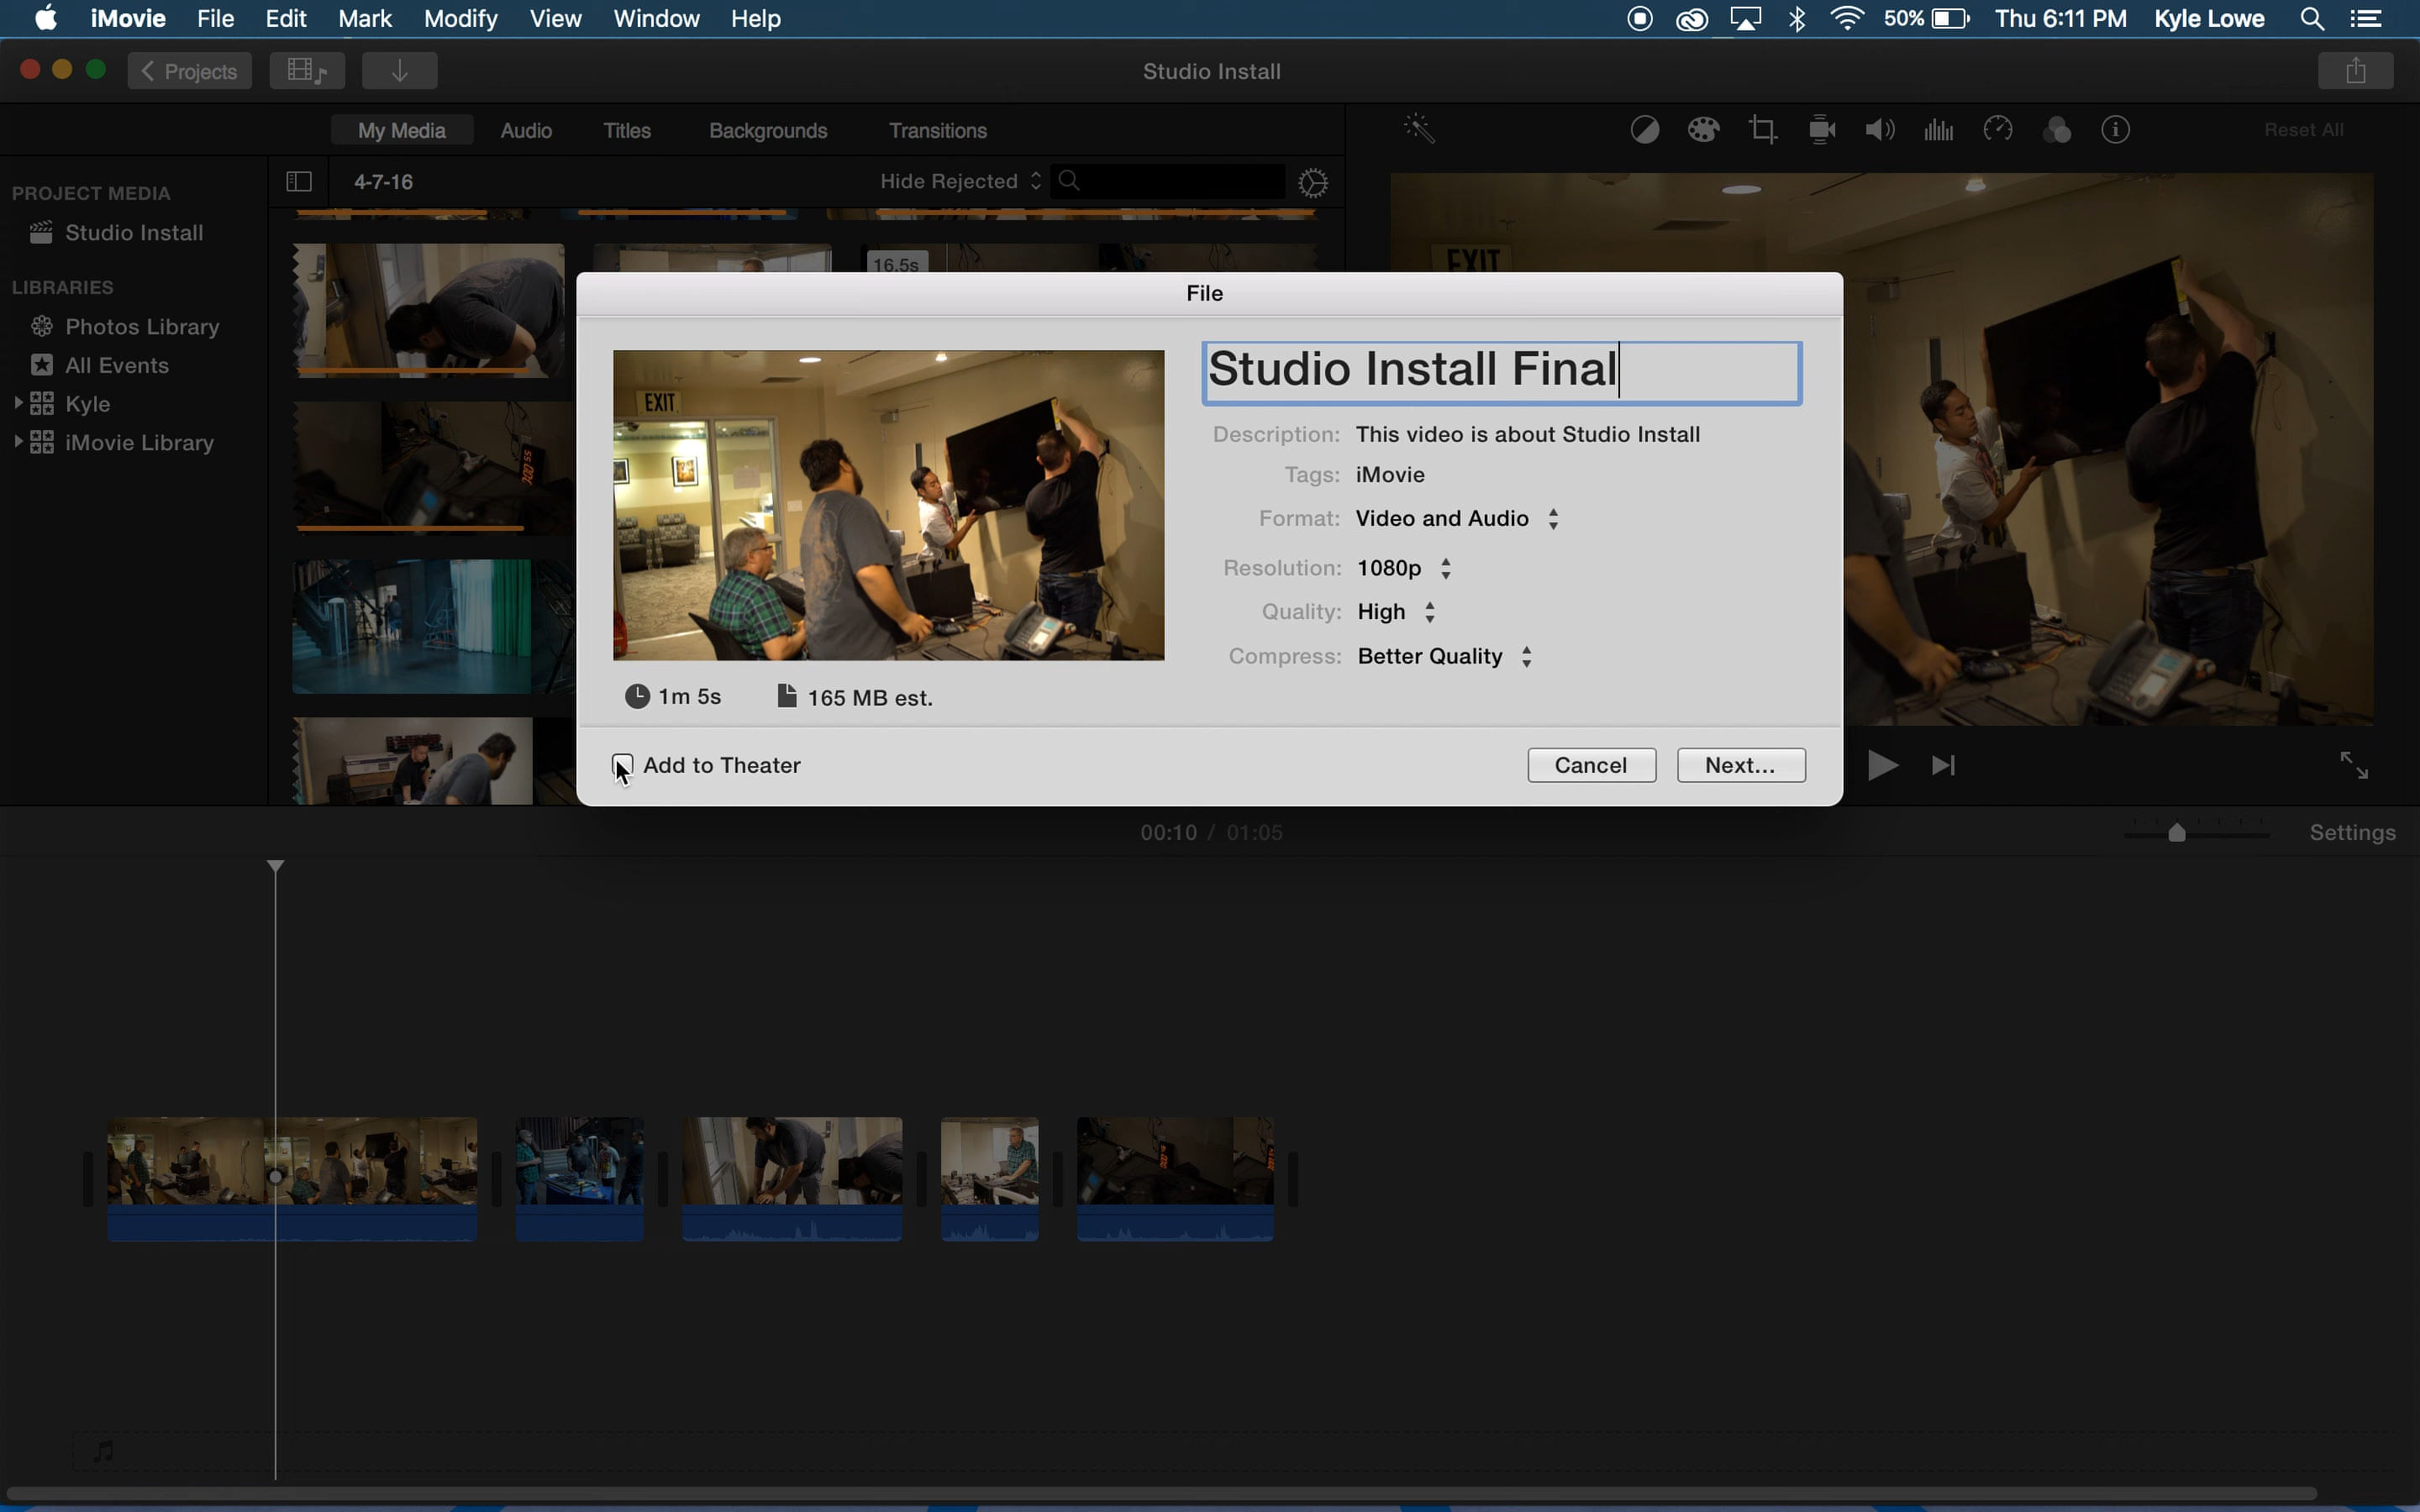 iMovie File Edit Mark Modify View Window Help 50% Thu 6:11 PM Kyle Lowe
Projects Studio Install
My Media Audio Titles Backgrounds Transitions Reset All
4-7-16 Hide Rejected
PROJECT MEDIA
Studio Install
LIBRARIES
Photos Library
All Events
Kyle
iMovie Library
16.5s
EXIT
File
Studio Install Final
EXIT
Description: This video is about Studio Install
Tags: iMovie
Format: Video and Audio
Resolution: 1080p
Quality: High
Compress: Better Quality
1m 5s 165 MB est.
Add to Theater Cancel Next...
00:10 / 01:05 Settings